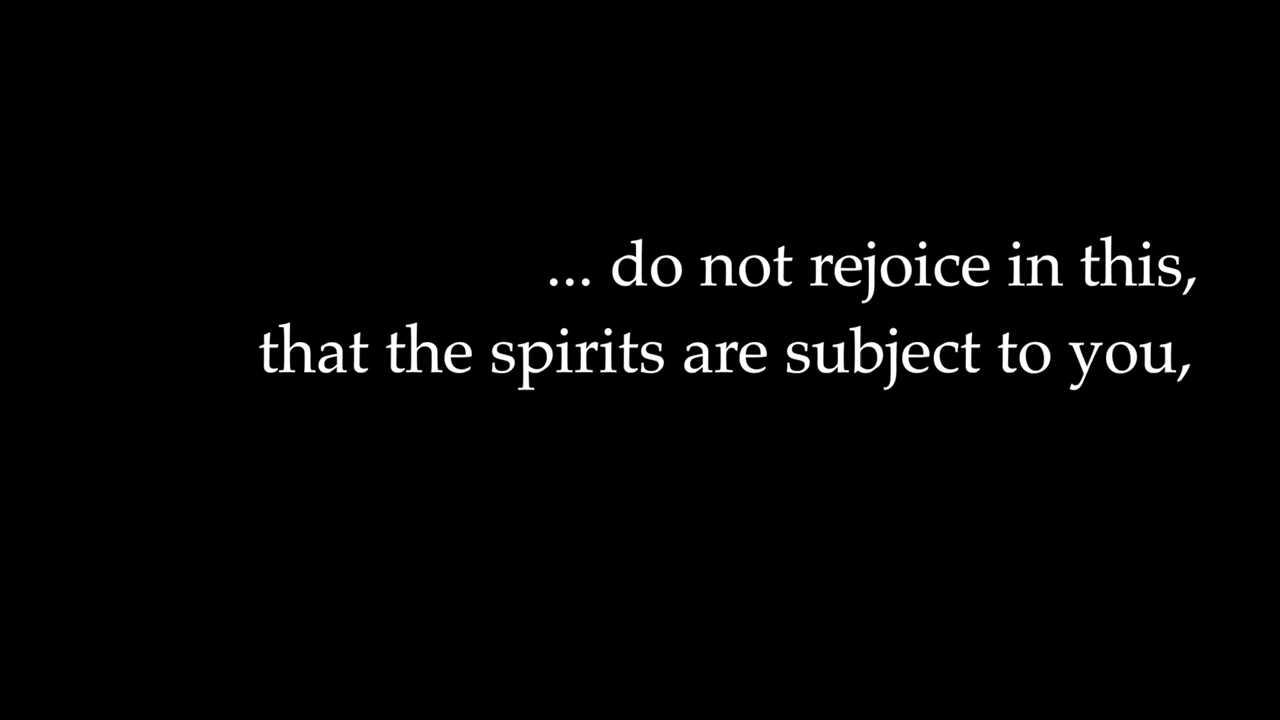 ... do not rejoice in this,
that the spirits are subject to you,